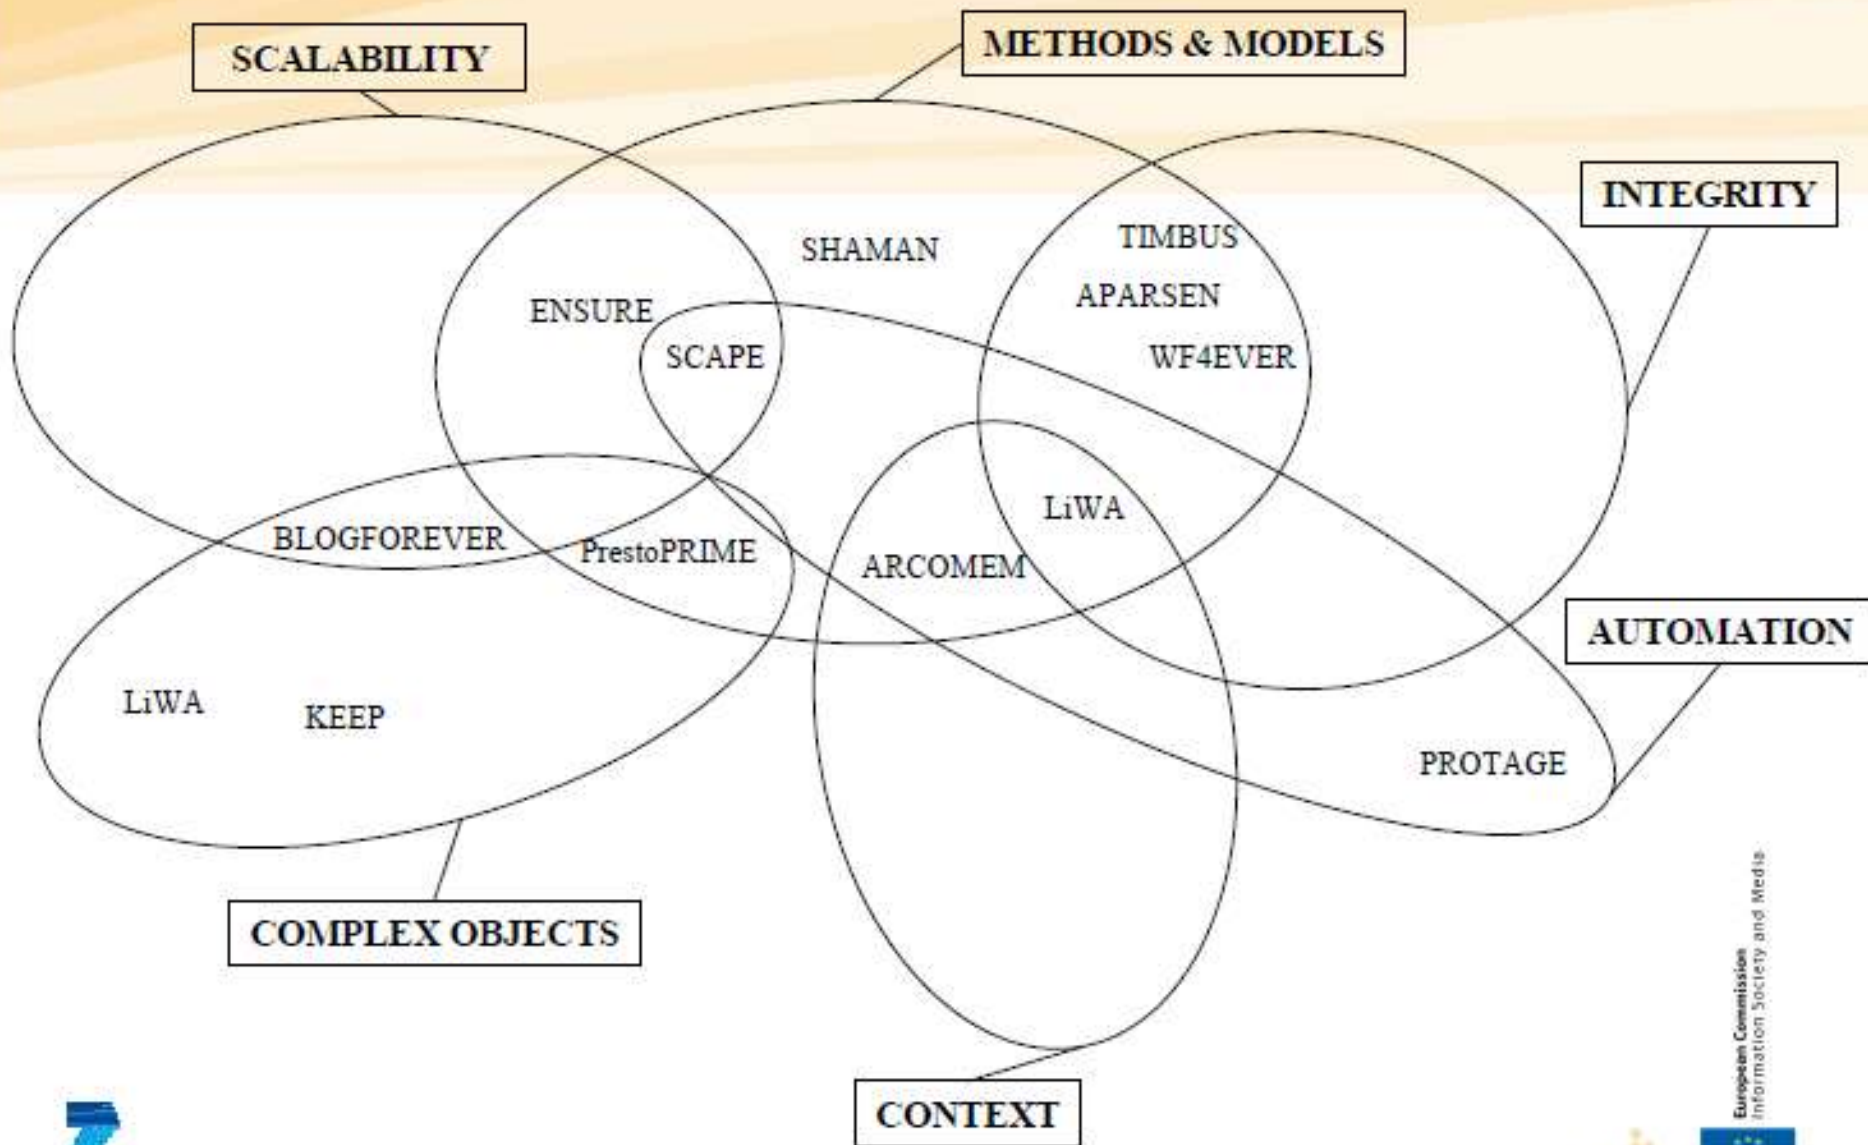 SCALABILITY
METHODS & MODELS
INTEGRITY
SHAMAN
TIMBUS
ENSURE
APARSEN
SCAPE
WF4EVER
LiWA
BLOGFOREVER
PrestoPRIME
ARCOMEM
AUTOMATION
LiWA
KEEP
PROTAGE
COMPLEX OBJECTS
CONTEXT
European Commission
Information Society and Media